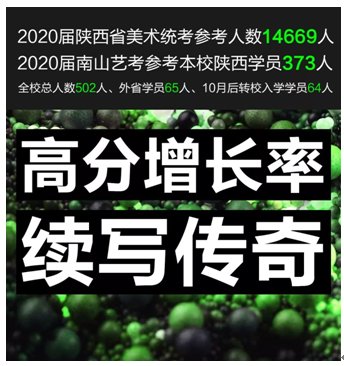 2020届陕西省美术统考参考人数14669人
2020届南山艺考参考本校陕西学员373人
全校总人数502人、外省学员65人、10月后转校入学学员64人
高分增长率
续写传奇